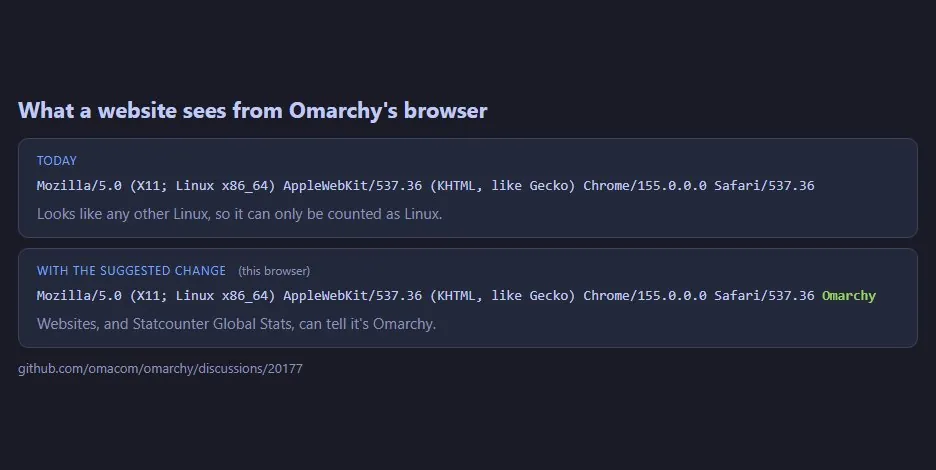 What a website sees from Omarchy's browser
TODAY
Mozilla/5.0 (X11; Linux x86_64) AppleWebKit/537.36 (KHTML, like Gecko) Chrome/155.0.0.0 Safari/537.36
Looks like any other Linux, so it can only be counted as Linux.
WITH THE SUGGESTED CHANGE (this browser)
Mozilla/5.0 (X11; Linux x86_64) AppleWebKit/537.36 (KHTML, like Gecko) Chrome/155.0.0.0 Safari/537.36 Omarchy
Websites, and Statcounter Global Stats, can tell it's Omarchy.
github.com/omacom/omarchy/discussions/20177